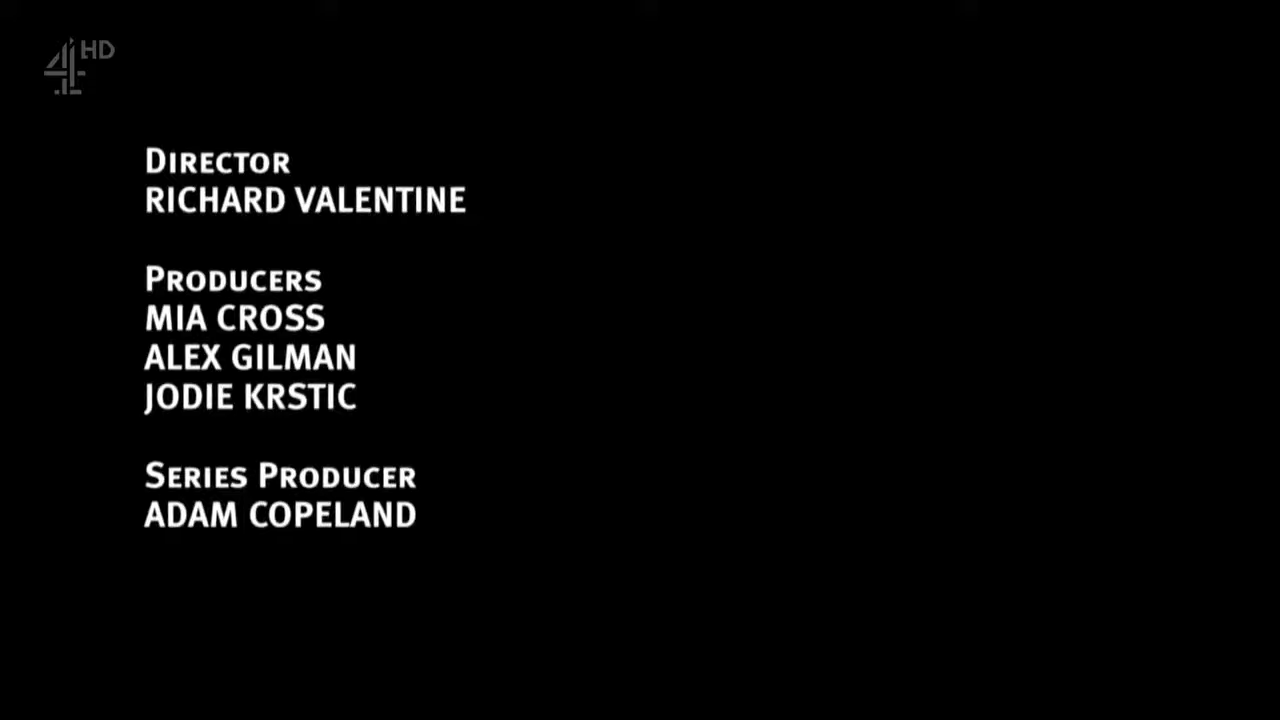 4HD
DIRECTOR
RICHARD VALENTINE
PRODUCERS
MIA CROSS
ALEX GILMAN
JODIE KRSTIC
SERIES PRODUCER
ADAM COPELAND